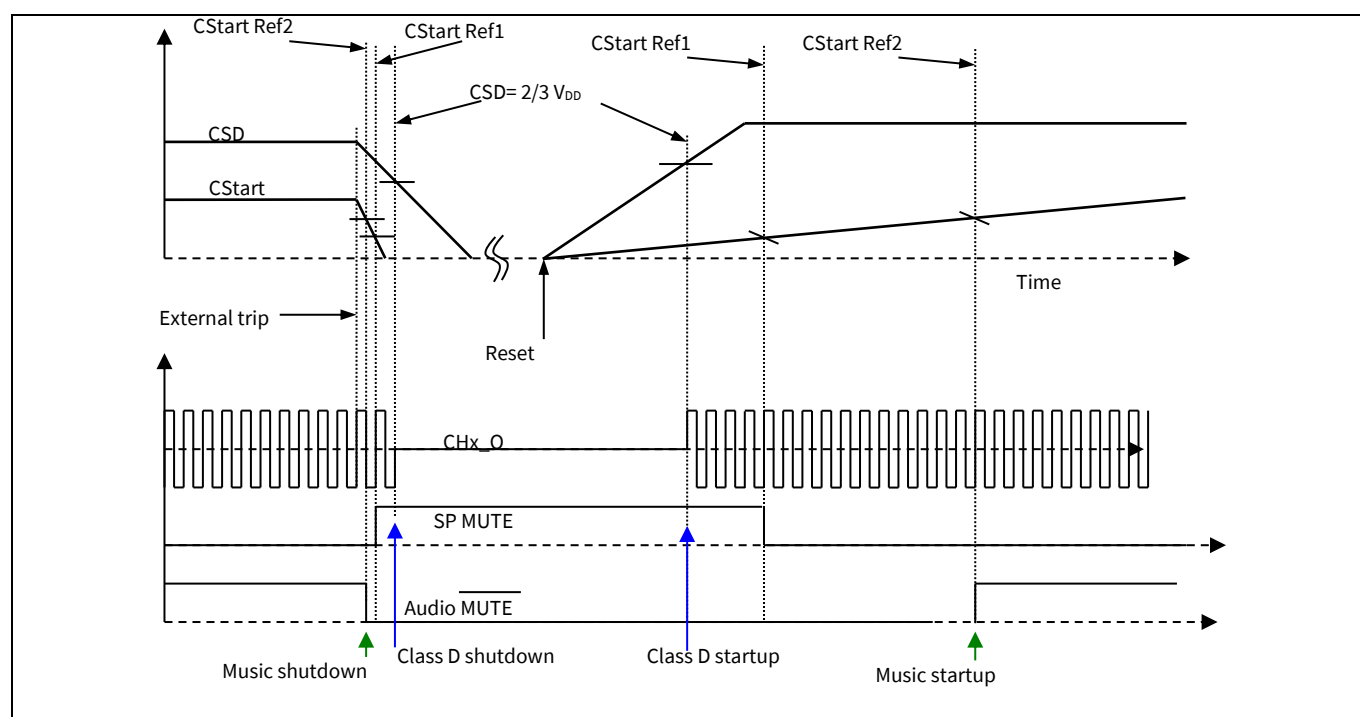 CStart Ref2
CStart Ref1
CStart Ref1
CStart Ref2
CSD= 2/3 VDD
CSD
CStart
Time
External trip
Reset
CHx_O
SP MUTE
Audio MUTE
Music shutdown
Class D shutdown
Class D startup
Music startup